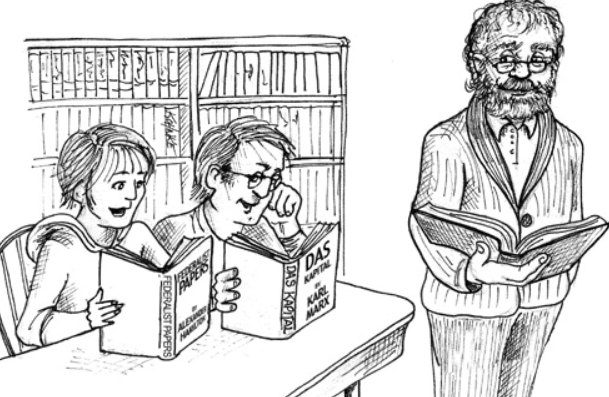 FEDERALIST
PAPERS
BY
ALEXANDER
HAMILTON
FEDERALIST PAPERS
DAS KAPITAL
DAS
KAPITAL
BY
KARL
MARX